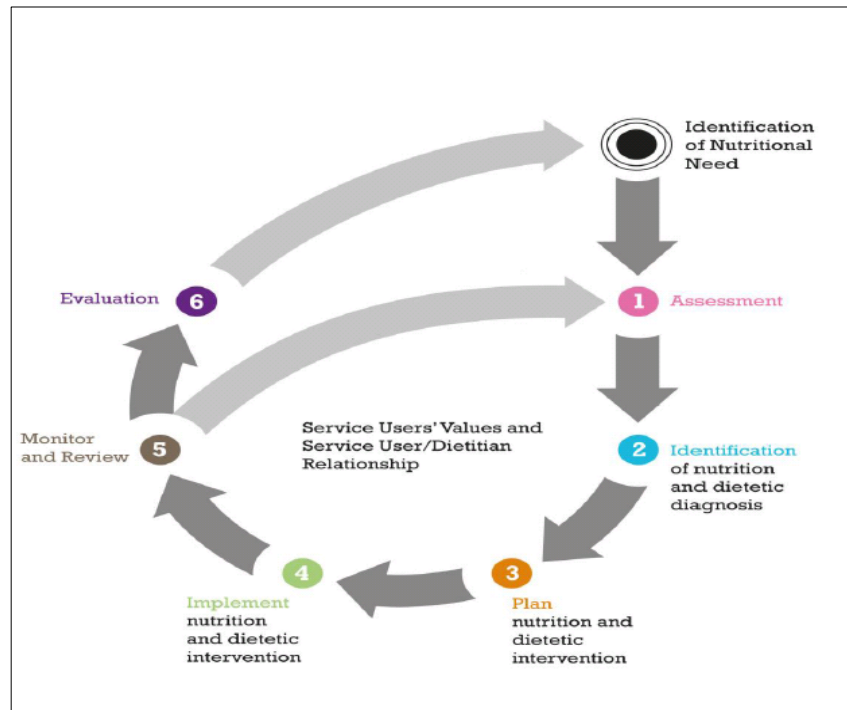 Identification
of Nutritional
Need
1
Assessment
2
Identification
of nutrition
and dietetic
diagnosis
3
Plan
nutrition and
dietetic
intervention
4
Implement
nutrition
and dietetic
intervention
5
Monitor
and Review
6
Evaluation
Service Users' Values and
Service User/Dietitian
Relationship